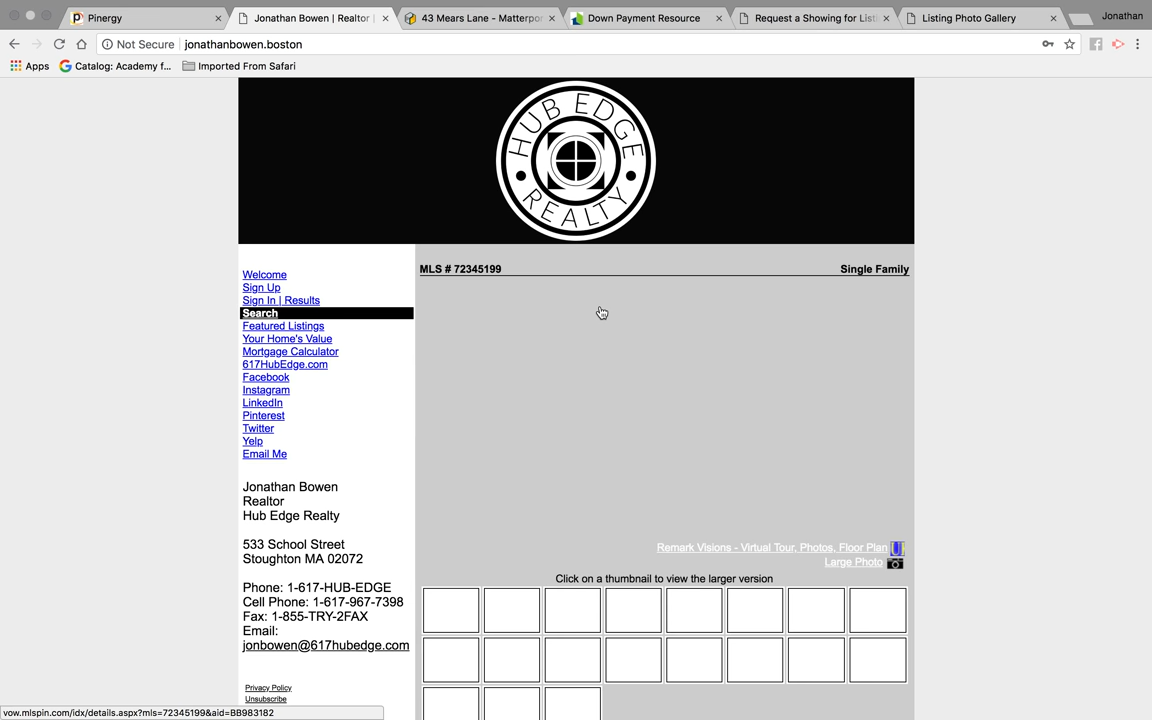 Pinergy
Jonathan Bowen | Realtor |
43 Mears Lane - Matterpo
Down Payment Resource
Request a Showing for List
Listing Photo Gallery
Jonathan
Not Secure
jonathanbowen.boston
Apps
Catalog: Academy f...
Imported From Safari
HUB EDGE
REALTY
MLS # 72345199
Single Family
Welcome
Sign Up
Sign In | Results
Search
Featured Listings
Your Home's Value
Mortgage Calculator
617HubEdge.com
Facebook
Instagram
LinkedIn
Pinterest
Twitter
Yelp
Email Me
Jonathan Bowen
Realtor
Hub Edge Realty
533 School Street
Stoughton MA 02072
Phone: 1-617-HUB-EDGE
Cell Phone: 1-617-967-7398
Fax: 1-855-TRY-2FAX
Email:
jonbowen@617hubedge.com
Remark Visions - Virtual Tour, Photos, Floor Plan
Large Photo
Click on a thumbnail to view the larger version
Privacy Policy
Unsubscribe
vow.mlspin.com/idx/details.aspx?mls=72345199&aid=BB983182